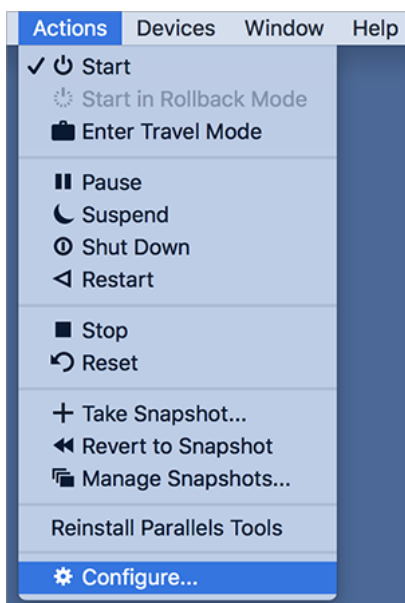 Actions Devices Window Help
Start
Start in Rollback Mode
Enter Travel Mode
Pause
Suspend
Shut Down
Restart
Stop
Reset
Take Snapshot...
Revert to Snapshot
Manage Snapshots...
Reinstall Parallels Tools
Configure...